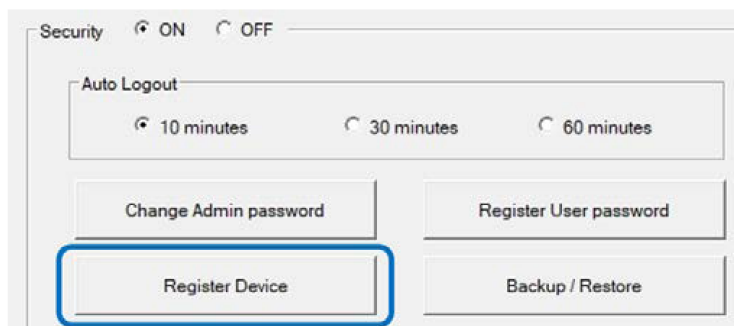 Security ON OFF
Auto Logout
10 minutes 30 minutes 60 minutes
Change Admin password Register User password
Register Device Backup / Restore